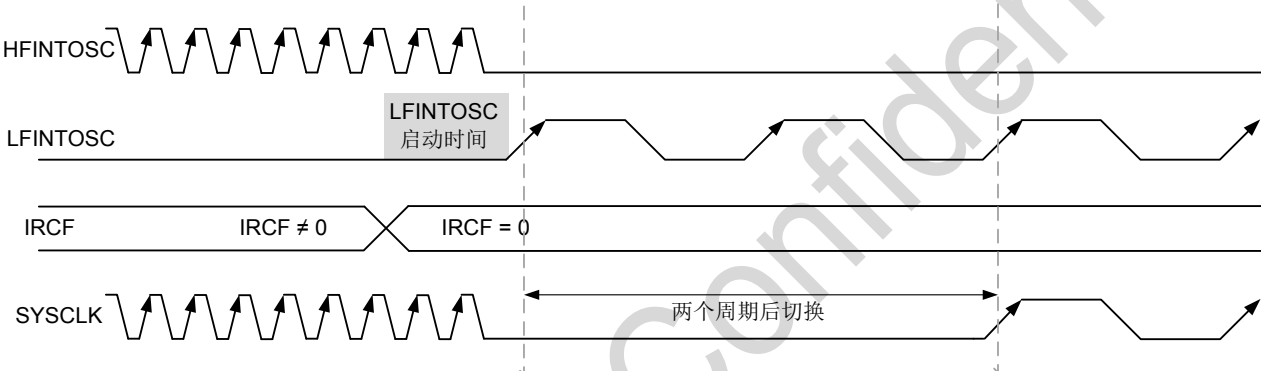 HFINTOSC
LFINTOSC
LFINTOSC
启动时间
IRCF
IRCF ≠ 0
IRCF = 0
SYSCLK
两个周期后切换
Confiden